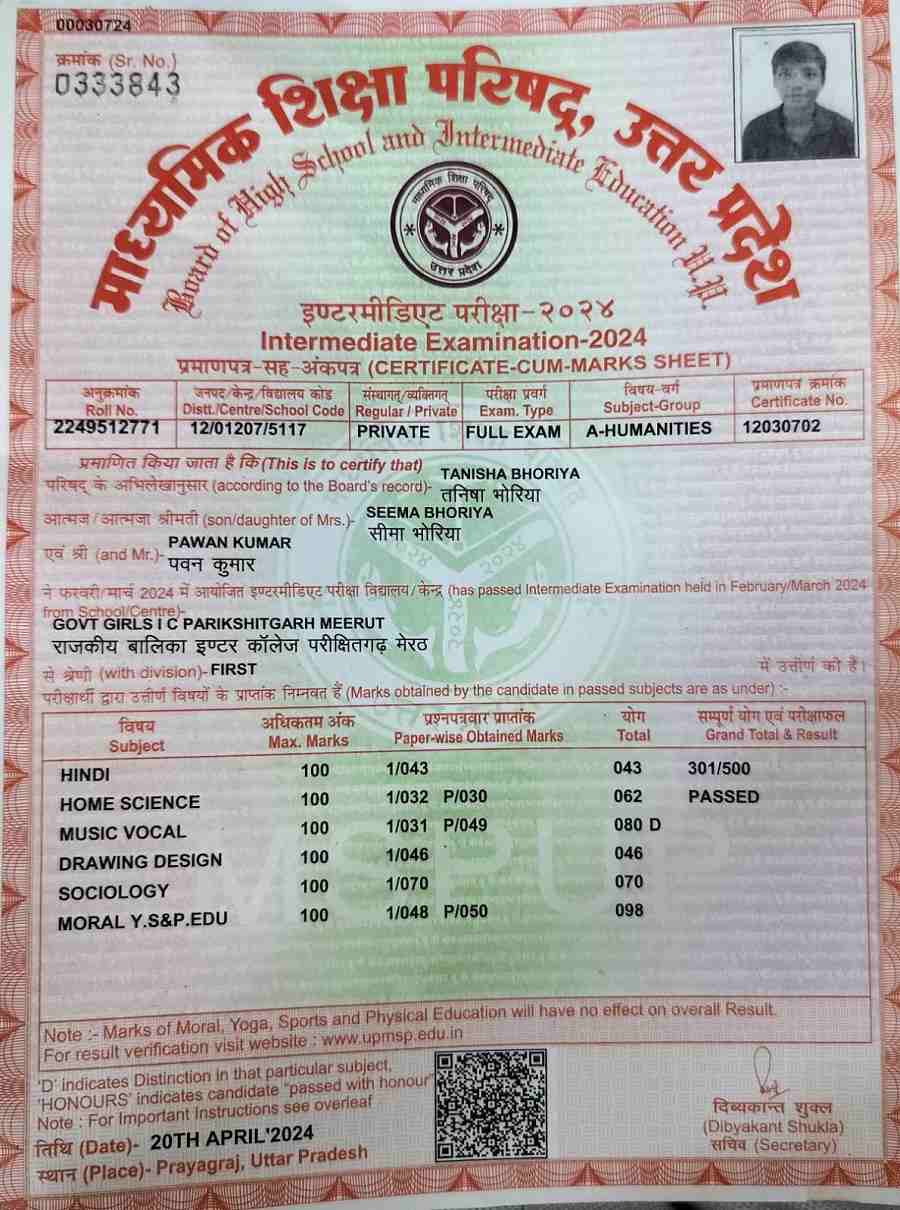 00030724
क्रमांक (Sr. No.)
0333843
माध्यमिक शिक्षा परिषद्, उत्तर प्रदेश
Board of High School and Intermediate Education U.P.
माध्यमिक शिक्षा परिषद्
उत्तर प्रदेश
इण्टरमीडिएट परीक्षा-२०२४
Intermediate Examination-2024
प्रमाणपत्र-सह-अंकपत्र (CERTIFICATE-CUM-MARKS SHEET)
अनुक्रमांक जनपद/केन्द्र/विद्यालय कोड संस्थागत/व्यक्तिगत् परीक्षा प्रवर्ग विषय-वर्ग प्रमाणपत्र क्रमांक
Roll No. Distt./Centre/School Code Regular / Private Exam. Type Subject-Group Certificate No.
2249512771 12/01207/5117 PRIVATE FULL EXAM A-HUMANITIES 12030702
प्रमाणित किया जाता है कि (This is to certify that) TANISHA BHORIYA
परिषद् के अभिलेखानुसार (according to the Board's record)- तनिषा भोरिया
आत्मज/आत्मजा श्रीमती (son/daughter of Mrs.)- SEEMA BHORIYA
सीमा भोरिया
एवं श्री (and Mr.)- PAWAN KUMAR
पवन कुमार
ने फरवरी/मार्च 2024 में आयोजित इण्टरमीडिएट परीक्षा विद्यालय/केन्द्र (has passed Intermediate Examination held in February/March 2024
from School/Centre)-
GOVT GIRLS I C PARIKSHITGARH MEERUT
राजकीय बालिका इण्टर कॉलेज परीक्षितगढ़ मेरठ
से श्रेणी (with division)- FIRST में उत्तीर्ण की है।
परीक्षार्थी द्वारा उत्तीर्ण विषयों के प्राप्तांक निम्नवत हैं (Marks obtained by the candidate in passed subjects are as under) :-
विषय अधिकतम अंक प्रश्नपत्रवार प्राप्तांक योग सम्पूर्ण योग एवं परीक्षाफल
Subject Max. Marks Paper-wise Obtained Marks Total Grand Total & Result
HINDI 100 1/043 043 301/500
HOME SCIENCE 100 1/032 P/030 062 PASSED
MUSIC VOCAL 100 1/031 P/049 080 D
DRAWING DESIGN 100 1/046 046
SOCIOLOGY 100 1/070 070
MORAL Y.S&P.EDU 100 1/048 P/050 098
MSPUP
Note :- Marks of Moral, Yoga, Sports and Physical Education will have no effect on overall Result.
For result verification visit website : www.upmsp.edu.in
'D' indicates Distinction in that particular subject,
'HONOURS' indicates candidate "passed with honour"
Note : For Important Instructions see overleaf
तिथि (Date)- 20TH APRIL'2024
स्थान (Place)- Prayagraj, Uttar Pradesh
दिब्यकान्त शुक्ल
(Dibyakant Shukla)
सचिव (Secretary)